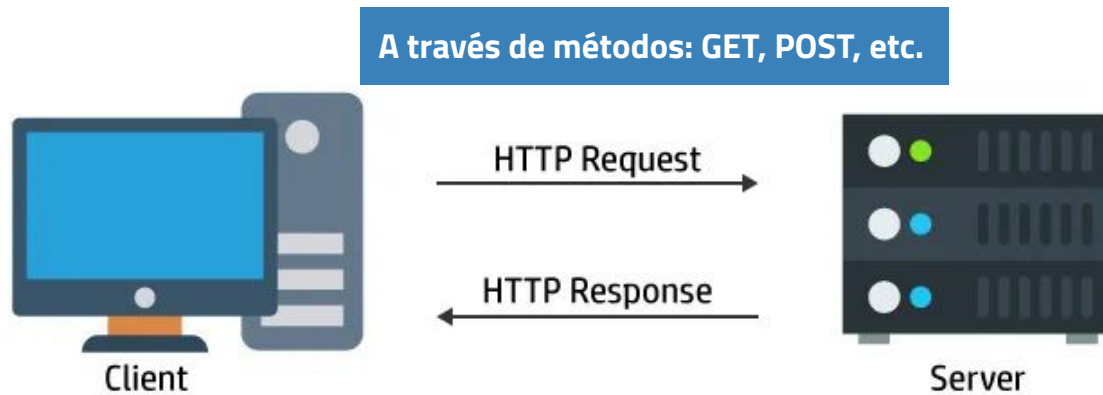 A través de métodos: GET, POST, etc.
HTTP Request
HTTP Response
Client
Server